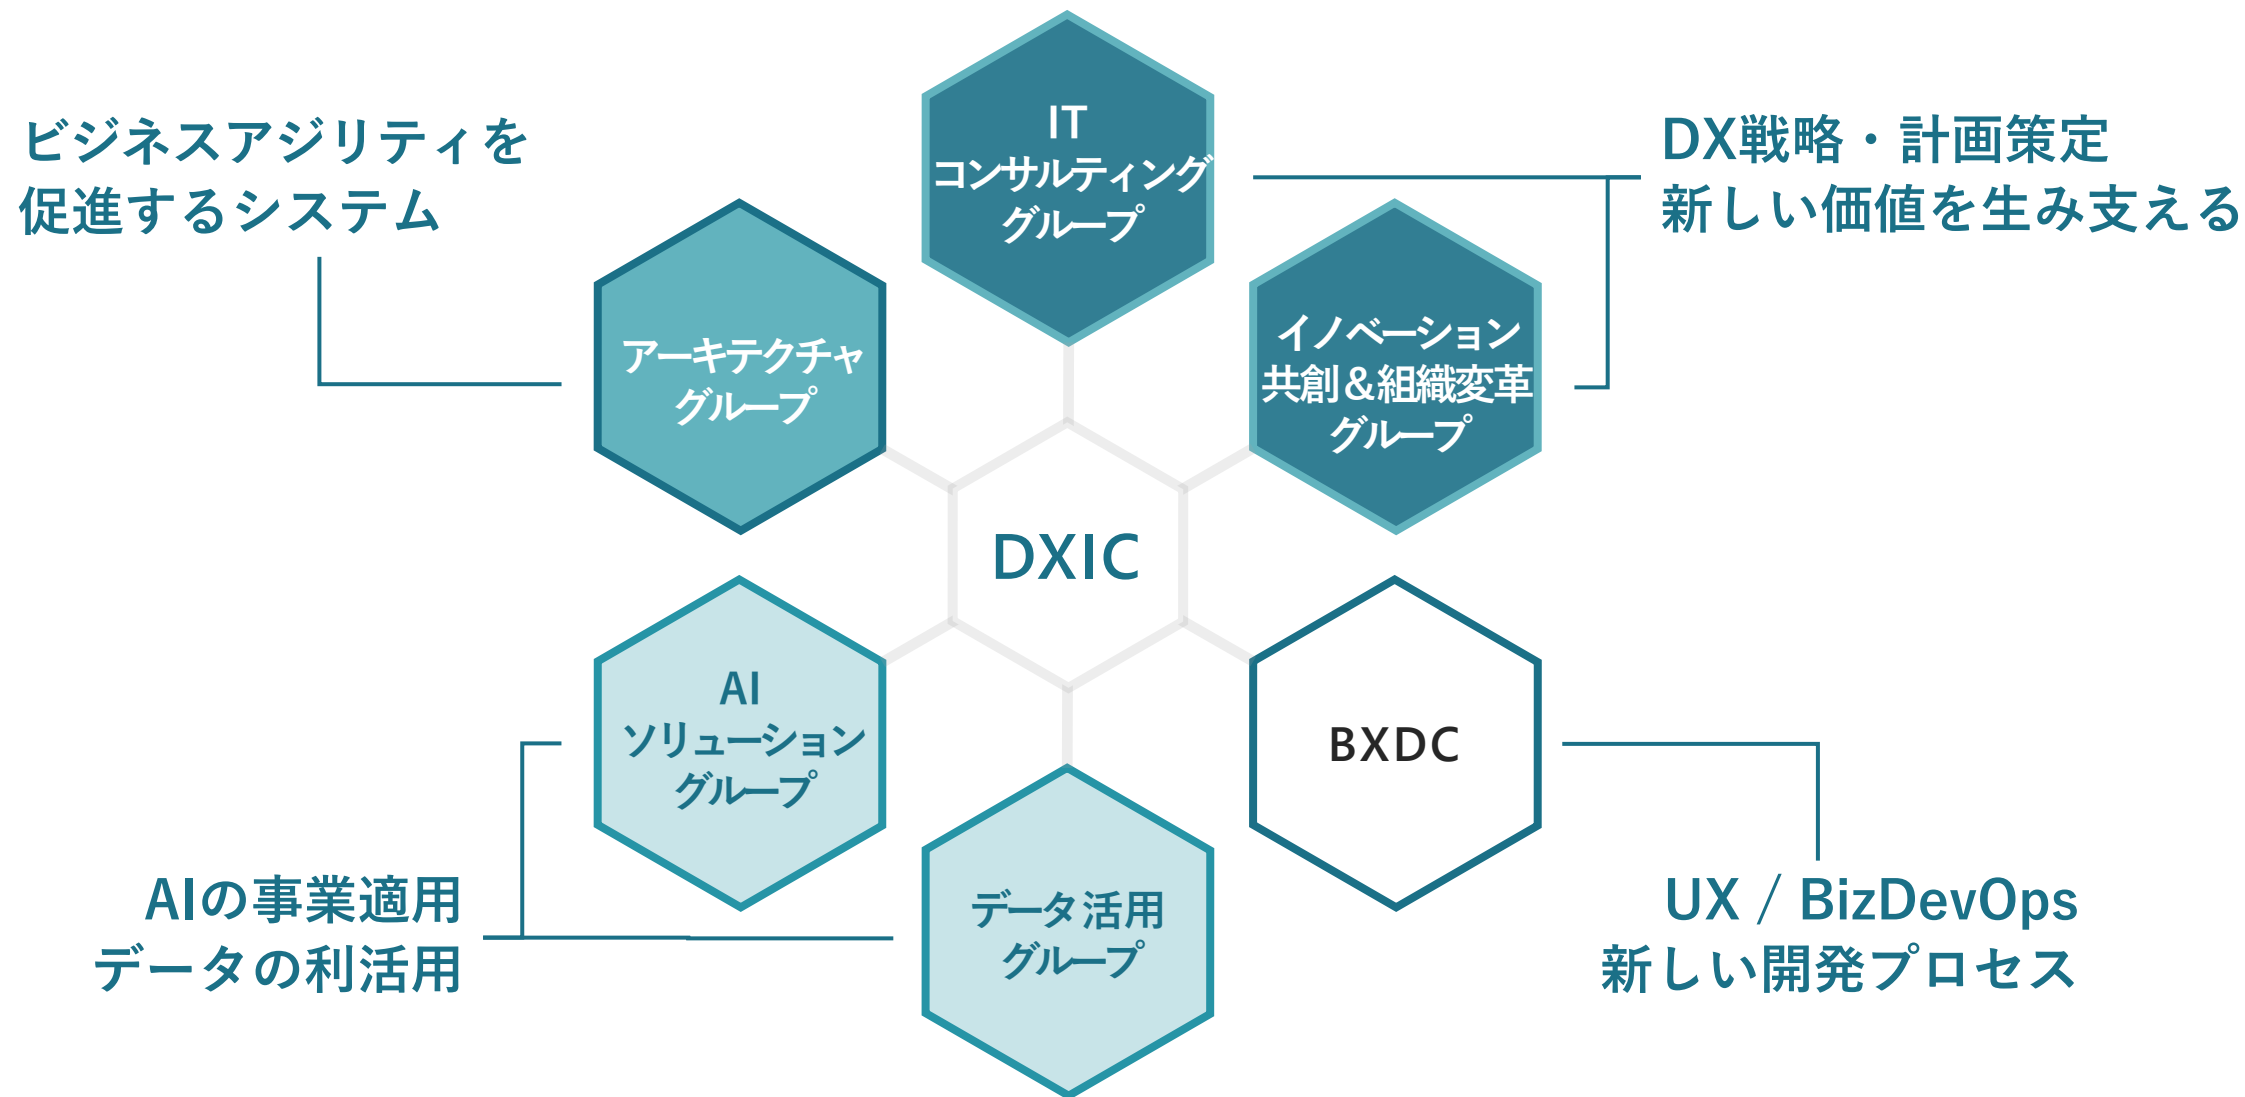 ビジネスアジリティを
促進するシステム
IT
コンサルティング
グループ
DX戦略・計画策定
新しい価値を生み支える
アーキテクチャ
グループ
イノベーション
共創&組織変革
グループ
DXIC
AI
ソリューション
グループ
BXDC
AIの事業適用
データの利活用
データ活用
グループ
UX / BizDevOps
新しい開発プロセス